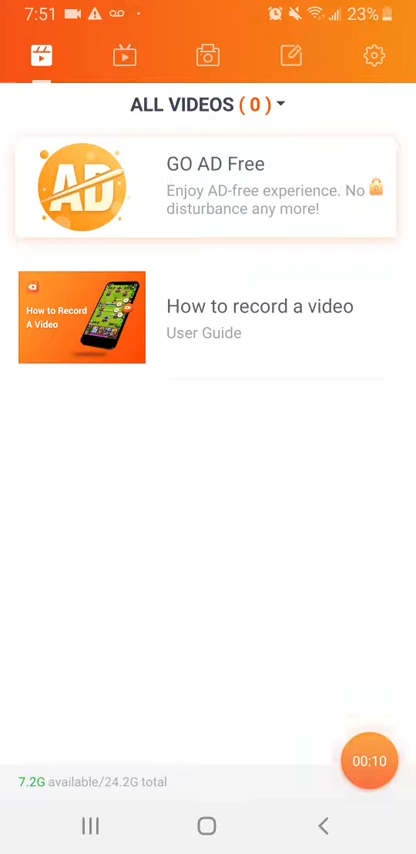 7:51 23%
ALL VIDEOS ( 0 )
AD
GO AD Free
Enjoy AD-free experience. No
disturbance any more!
How to Record
A Video
How to record a video
User Guide
00:10
7.2G available/24.2G total